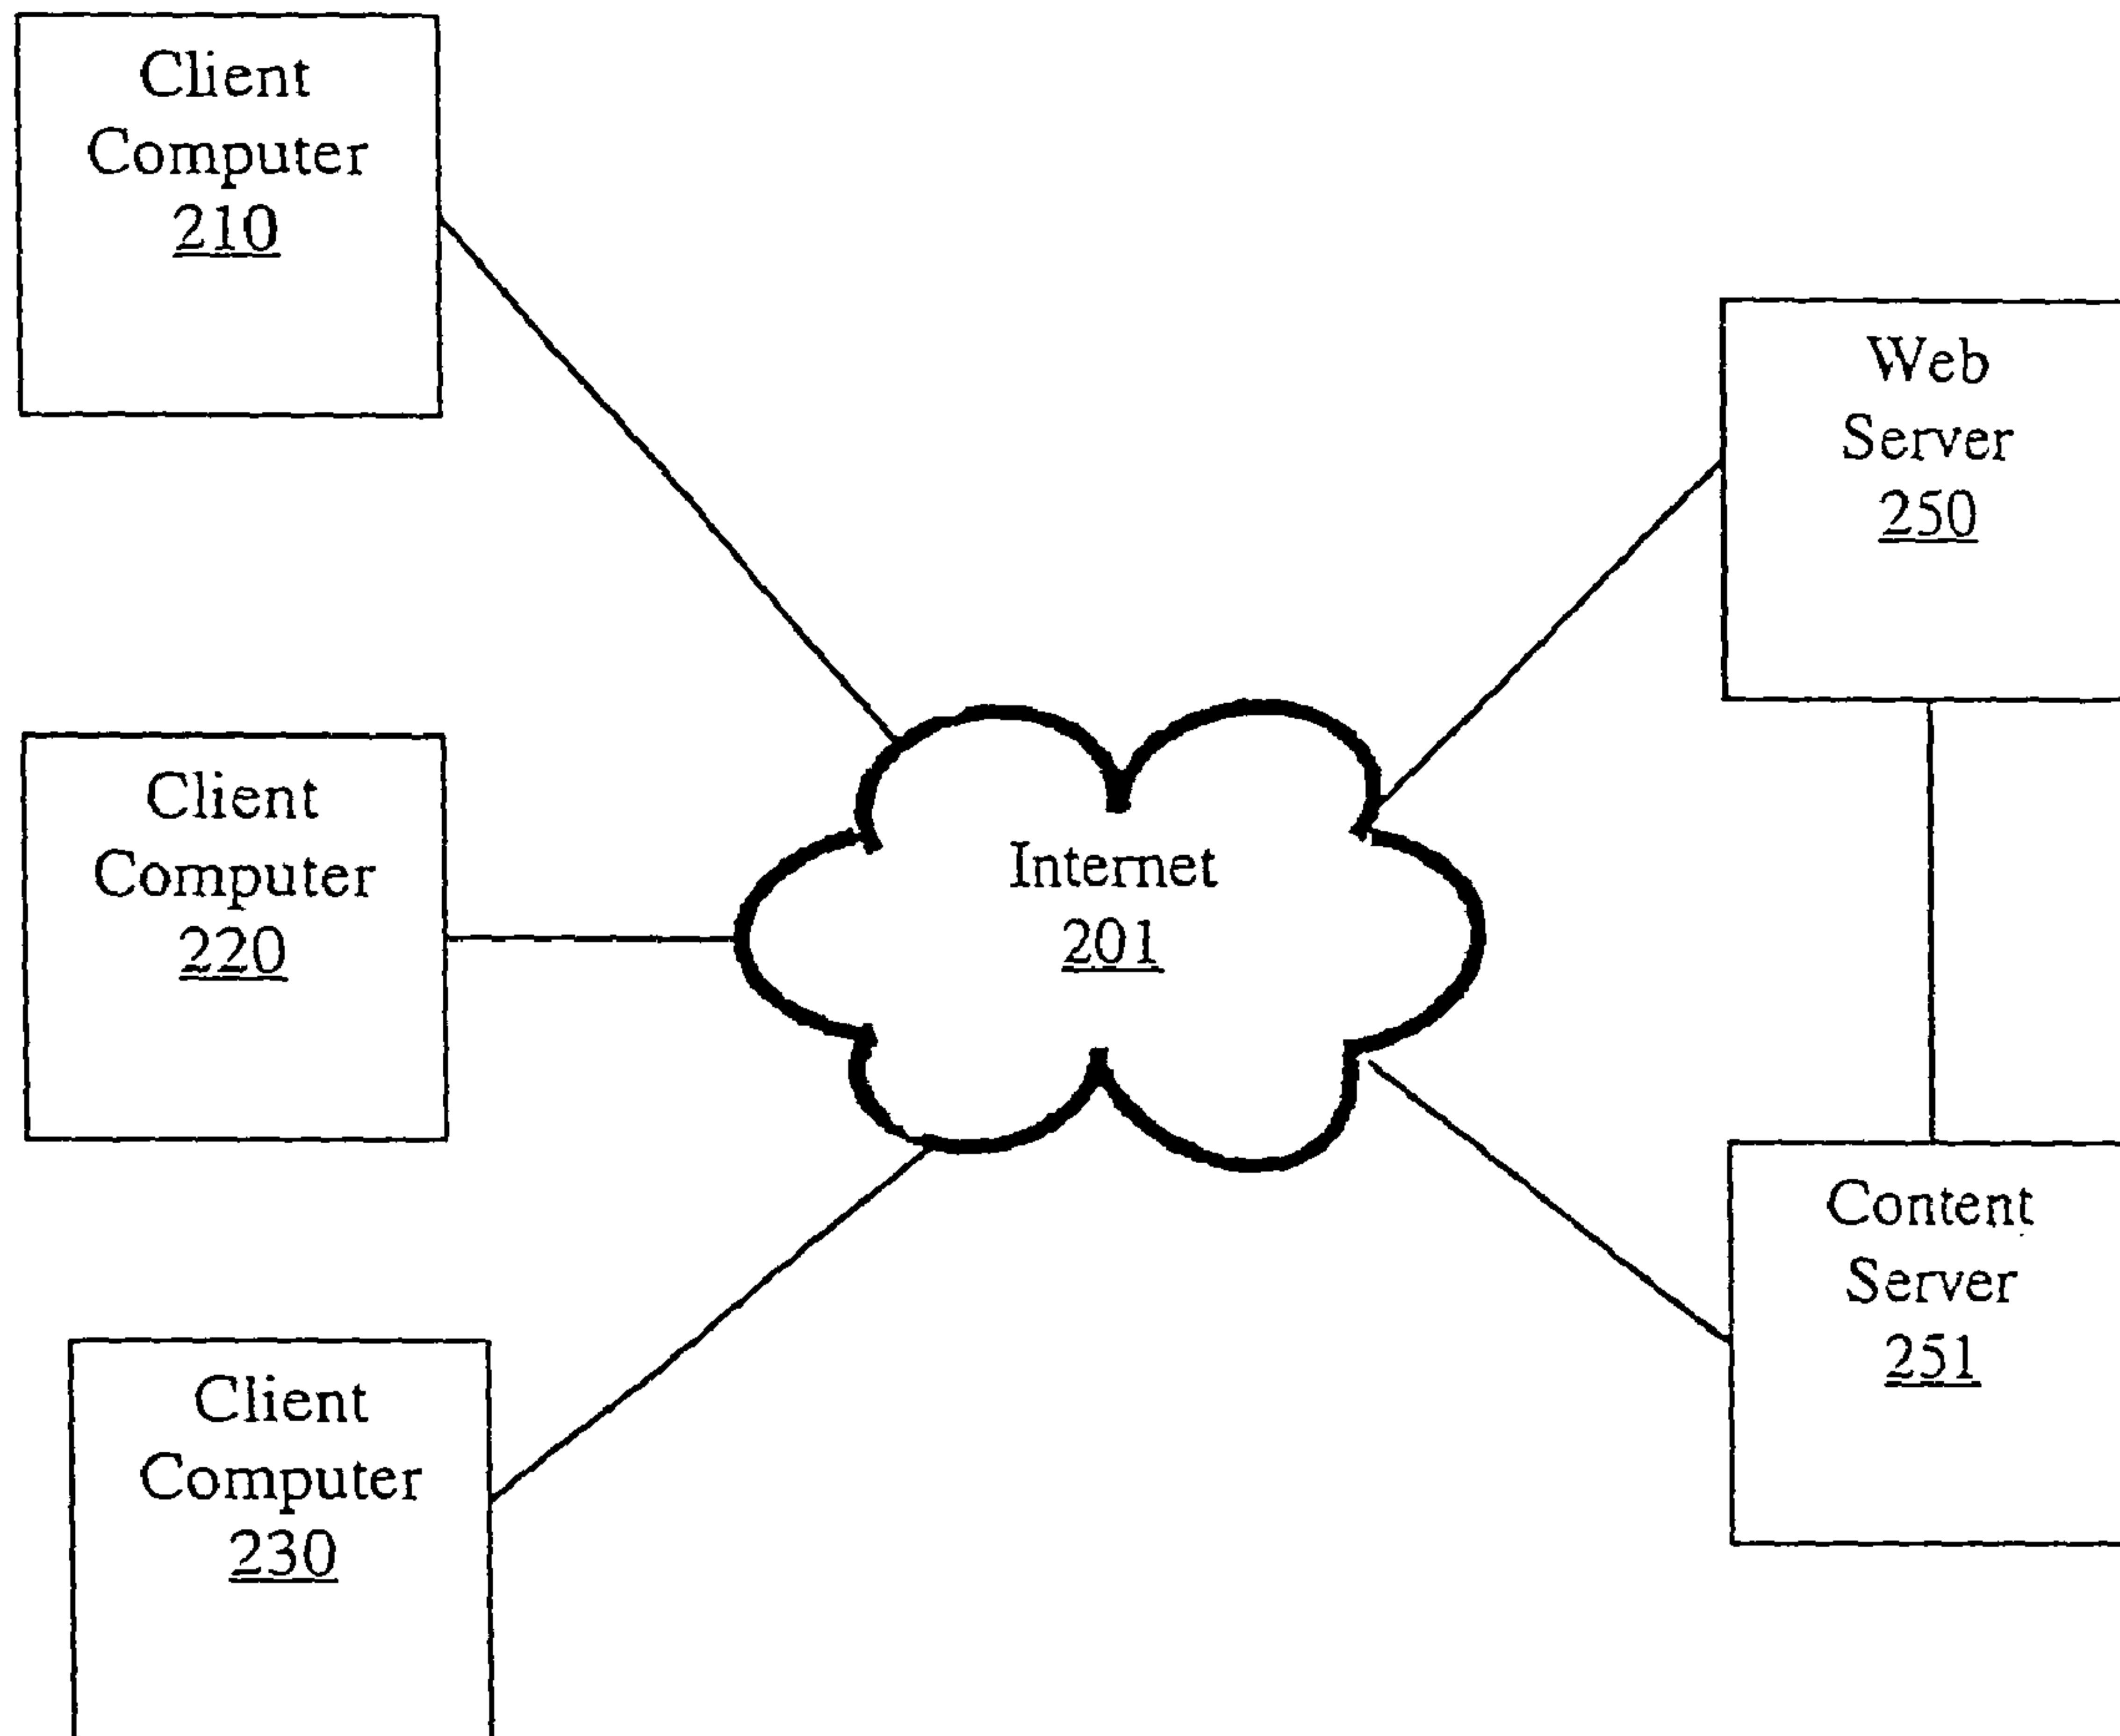 Client
Computer
210
Web
Server
250
Client
Computer
220
Internet
201
Content
Server
251
Client
Computer
230